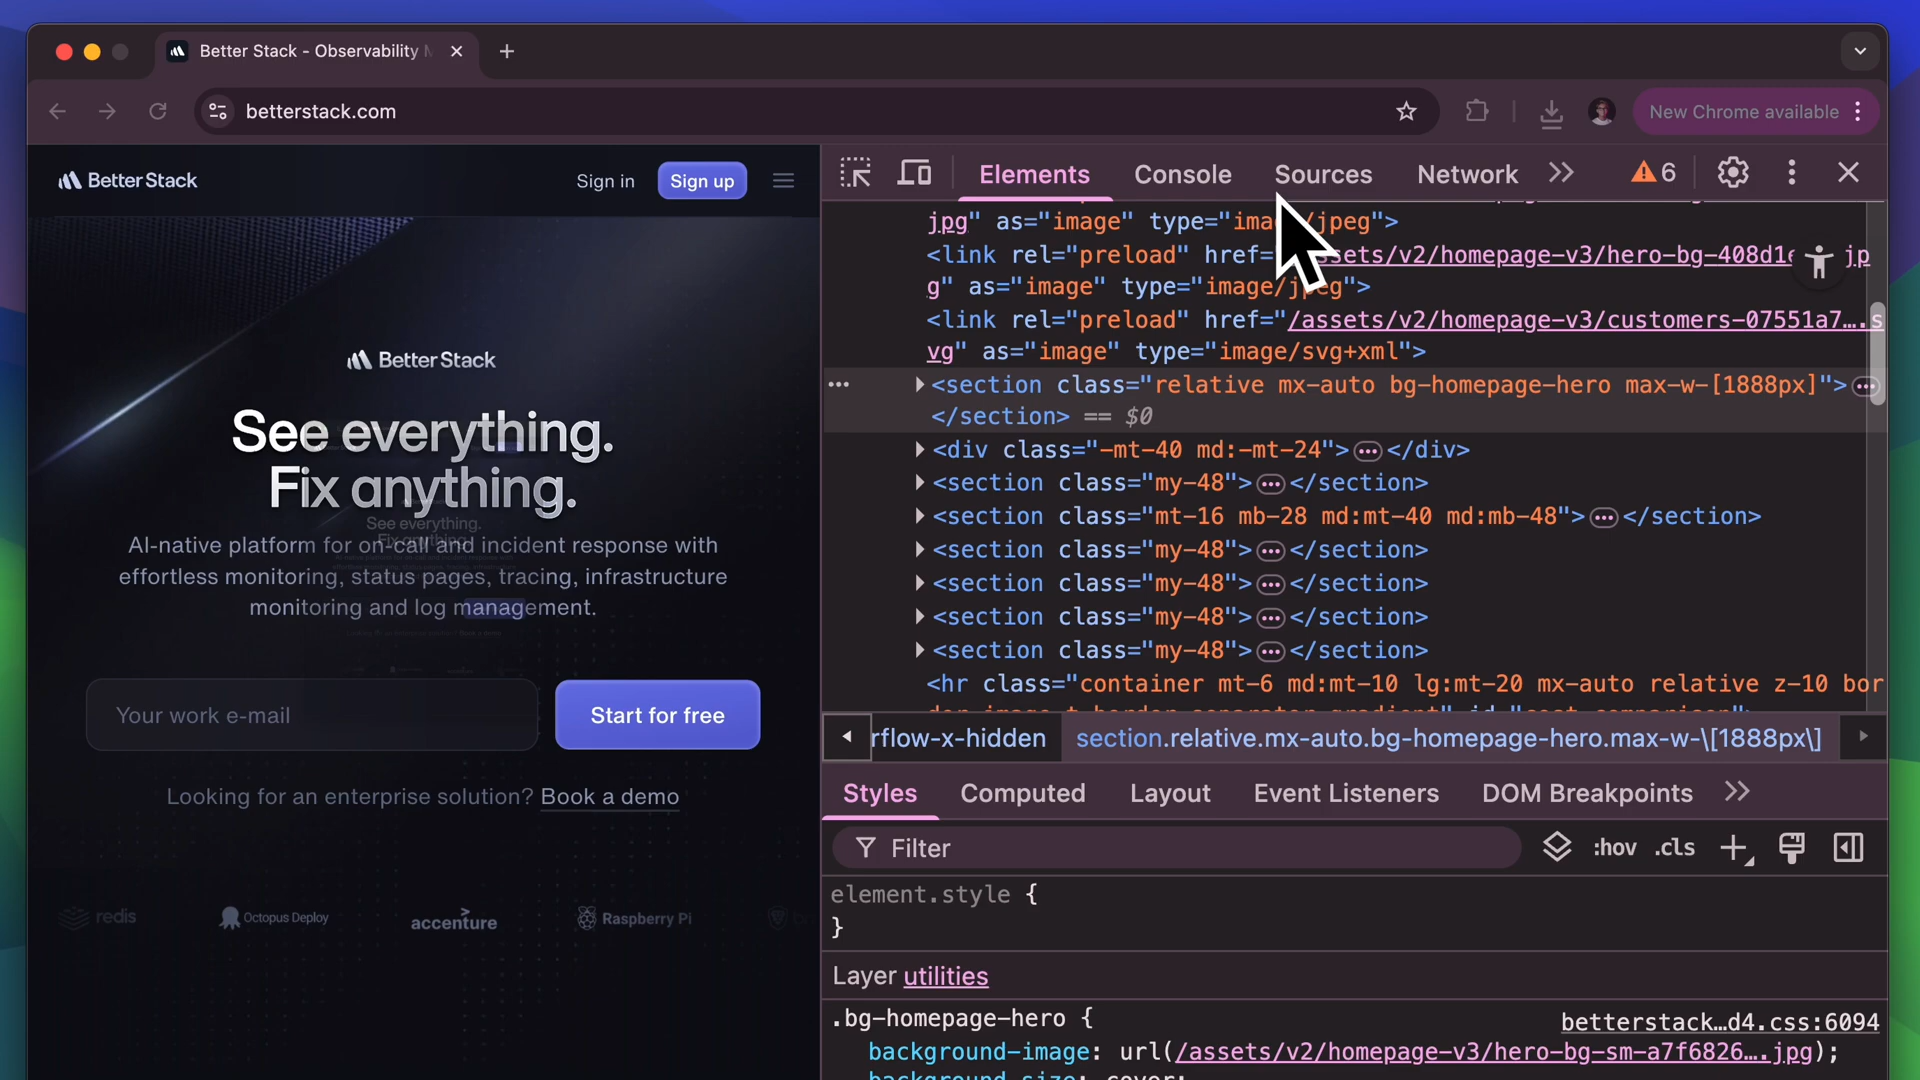 Better Stack - Observability
betterstack.com
New Chrome available
Better Stack
Sign in
Sign up
Better Stack
See everything.
Fix anything.
See everything.
AI-native platform for on-call and incident response with
effortless monitoring, status pages, tracing, infrastructure
monitoring and log management.
Your work e-mail
Start for free
Looking for an enterprise solution? Book a demo
redis
Octopus Deploy
accenture
Raspberry Pi
Elements
Console
Sources
Network
6
jpg" as="image" type="image/jpeg">
<link rel="preload" href="/assets/v2/homepage-v3/hero-bg-408d1e jp
g" as="image" type="image/jpeg">
<link rel="preload" href="/assets/v2/homepage-v3/customers-07551a7….s
vg" as="image" type="image/svg+xml">
<section class="relative mx-auto bg-homepage-hero max-w-[1888px]">
</section> == $0
<div class="-mt-40 md:-mt-24"></div>
<section class="my-48"></section>
<section class="mt-16 mb-28 md:mt-40 md:mb-48"></section>
<section class="my-48"></section>
<section class="my-48"></section>
<section class="my-48"></section>
<section class="my-48"></section>
<hr class="container mt-6 md:mt-10 lg:mt-20 mx-auto relative z-10 bor
rflow-x-hidden
section.relative.mx-auto.bg-homepage-hero.max-w-\[1888px\]
Styles
Computed
Layout
Event Listeners
DOM Breakpoints
Filter
:hov
.cls
element.style {
}
Layer utilities
.bg-homepage-hero {
betterstack…d4.css:6094
background-image: url(/assets/v2/homepage-v3/hero-bg-sm-a7f6826….jpg);
background-size: cover;